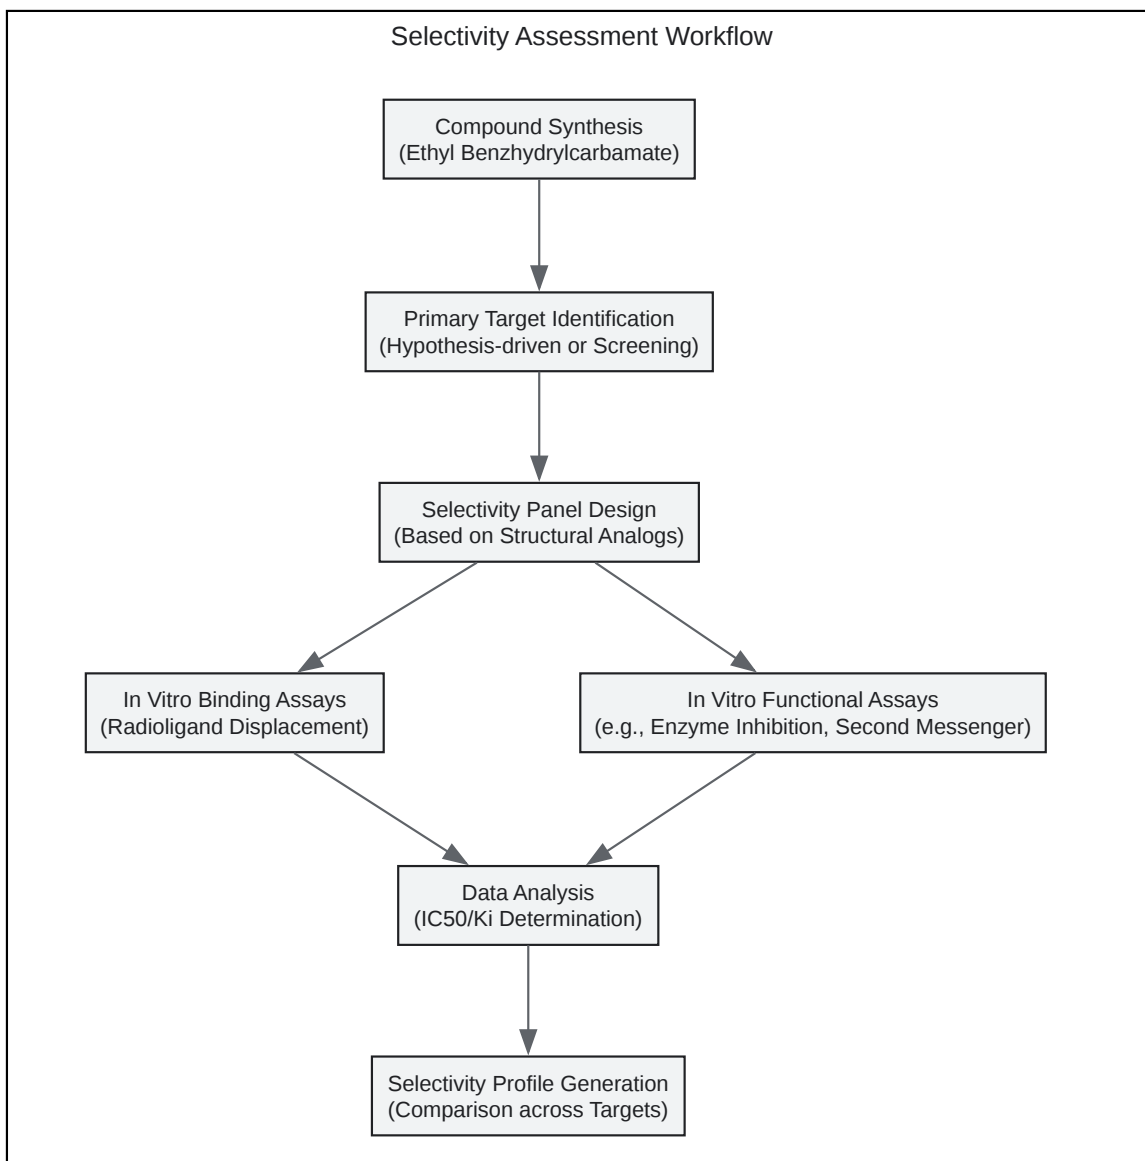 Selectivity Assessment Workflow
Compound Synthesis
(Ethyl Benzhydrylcarbamate)
Primary Target Identification
(Hypothesis-driven or Screening)
Selectivity Panel Design
(Based on Structural Analogs)
In Vitro Binding Assays
(Radioligand Displacement)
In Vitro Functional Assays
(e.g., Enzyme Inhibition, Second Messenger)
Data Analysis
(IC50/Ki Determination)
Selectivity Profile Generation
(Comparison across Targets)